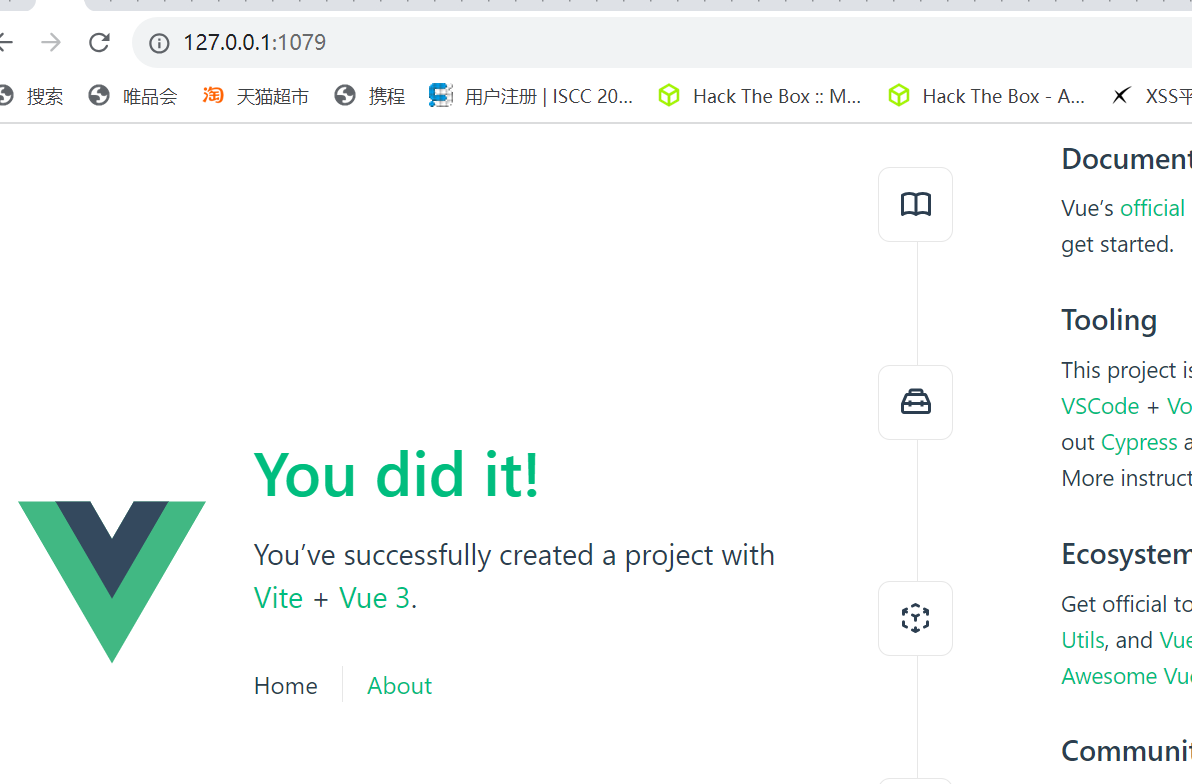 127.0.0.1:1079
搜索 唯品会 淘 天猫超市 携程 用户注册 | ISCC 20... Hack The Box :: M... Hack The Box - A... XSS平
You did it!
You’ve successfully created a project with
Vite + Vue 3.
Home About
Document
Vue’s official
get started.
Tooling
This project is
VSCode + Vo
out Cypress a
More instruct
Ecosystem
Get official to
Utils, and Vue
Awesome Vue
Communit